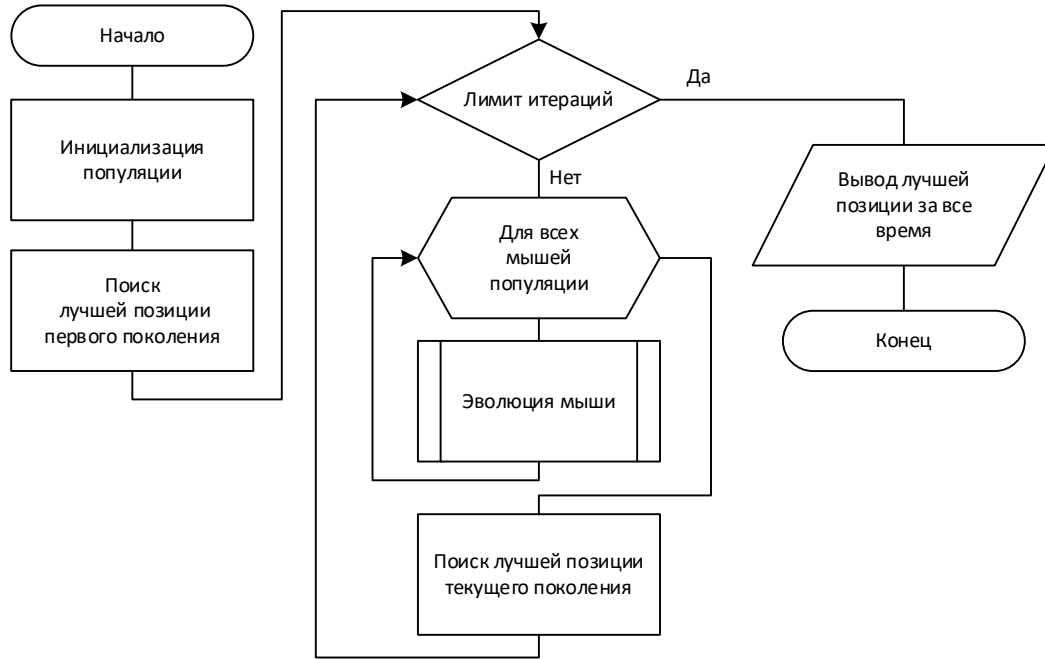 Начало
Инициализация
популяции
Поиск
лучшей позиции
первого поколения
Лимит итераций
Да
Нет
Для всех
мышей
популяции
Эволюция мыши
Поиск лучшей позиции
текущего поколения
Вывод лучшей
позиции за все
время
Конец